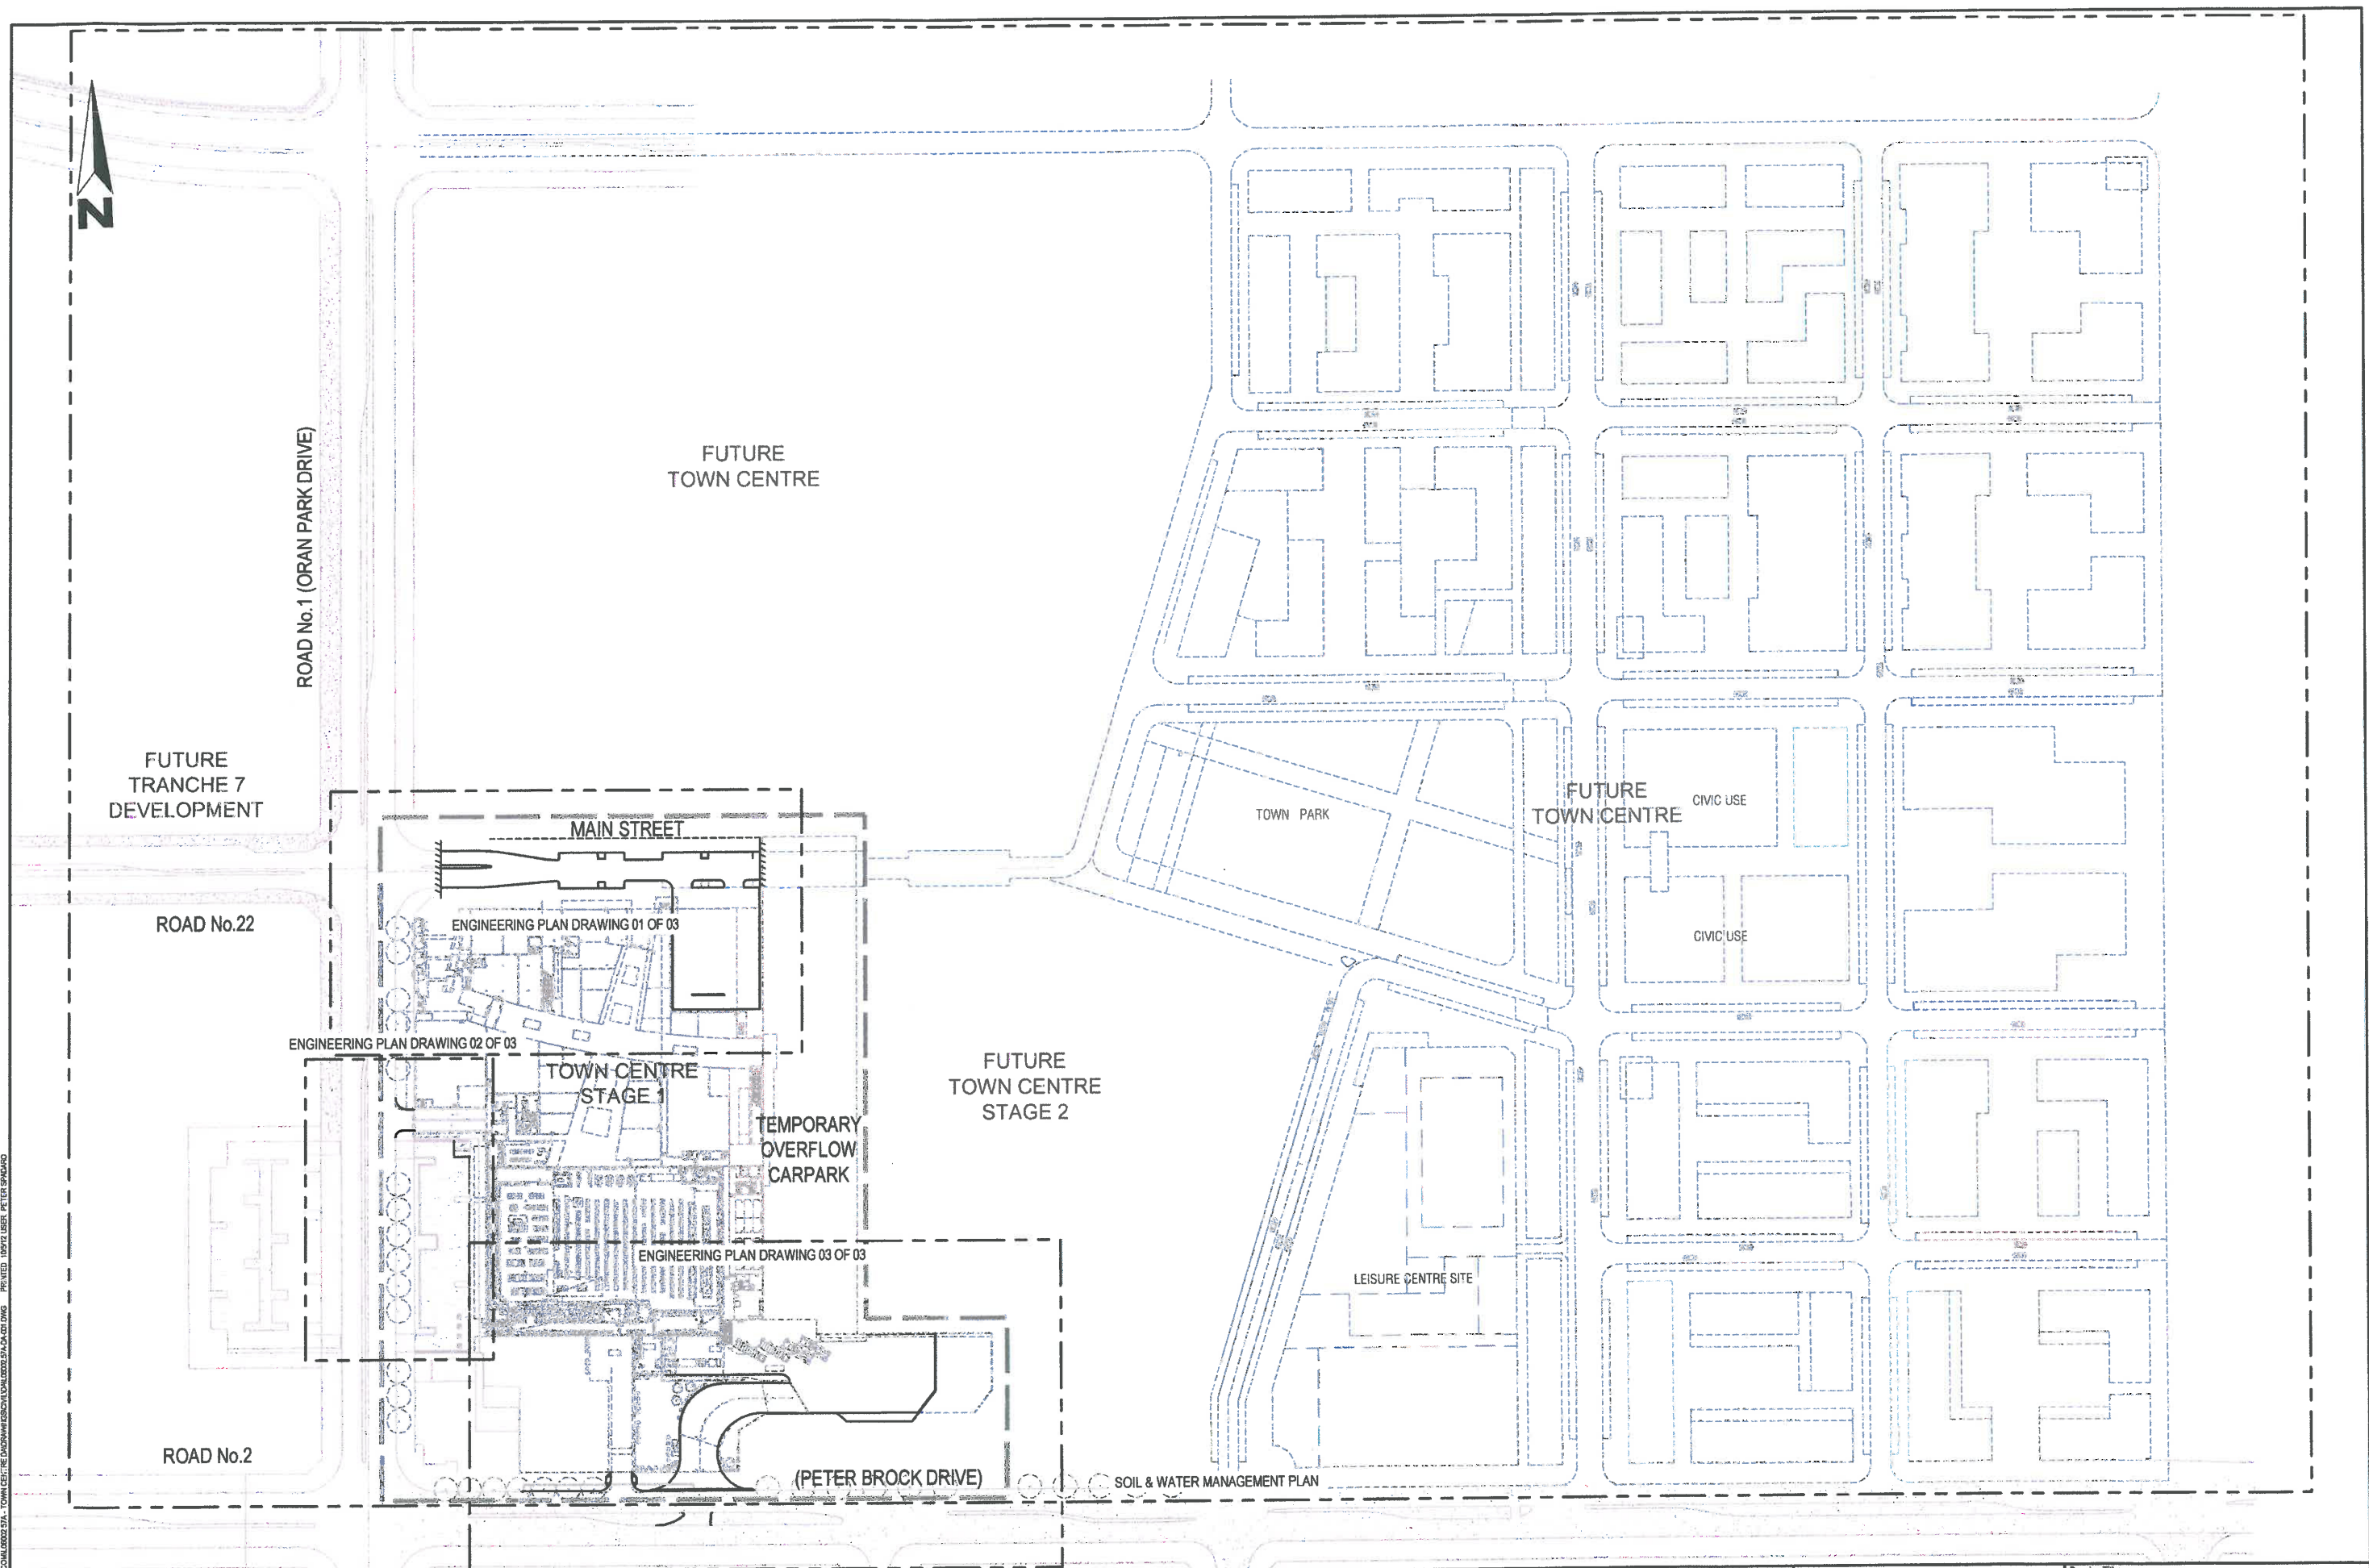 N
ROAD No.1 (ORAN PARK DRIVE)
FUTURE
TOWN CENTRE
FUTURE
TRANCHE 7
DEVELOPMENT
MAIN STREET
TOWN PARK
FUTURE
TOWN CENTRE
CIVIC USE
CIVIC USE
ROAD No.22
ENGINEERING PLAN DRAWING 01 OF 03
ENGINEERING PLAN DRAWING 02 OF 03
TOWN CENTRE
STAGE 1
FUTURE
TOWN CENTRE
STAGE 2
TEMPORARY
OVERFLOW
CARPARK
ENGINEERING PLAN DRAWING 03 OF 03
LEISURE CENTRE SITE
ROAD No.2
(PETER BROCK DRIVE)
SOIL & WATER MANAGEMENT PLAN